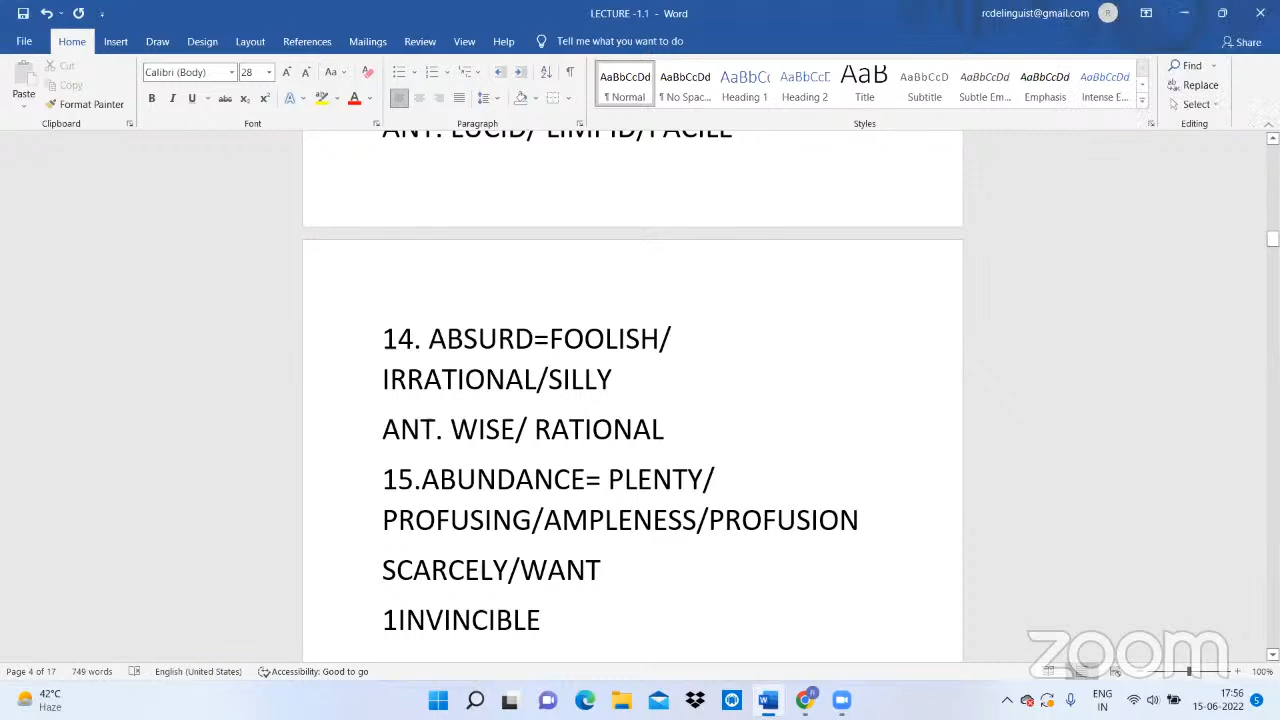 LECTURE -1.1 - Word
rcdelinguist@gmail.com R
File Home Insert Draw Design Layout References Mailings Review View Help Tell me what you want to do Share
Cut
Copy
Paste
Format Painter
Clipboard
Calibri (Body) 28
Font
Paragraph
AaBbCcDd AaBbCcDd AaBbCc AaBbCcE AaB AaBbCcD AaBbCcDd AaBbCcDd AaBbCcDd
¶ Normal ¶ No Spac... Heading 1 Heading 2 Title Subtitle Subtle Em... Emphasis Intense E...
Styles
Find
Replace
Select
Editing
ANT. LUCID/ LIMPID/FACILE
14. ABSURD=FOOLISH/
IRRATIONAL/SILLY
ANT. WISE/ RATIONAL
15.ABUNDANCE= PLENTY/
PROFUSING/AMPLENESS/PROFUSION
SCARCELY/WANT
1INVINCIBLE
zoom
Page 4 of 17 749 words English (United States) Accessibility: Good to go 100%
42°C
Haze
ENG
IN
17:56
15-06-2022
5